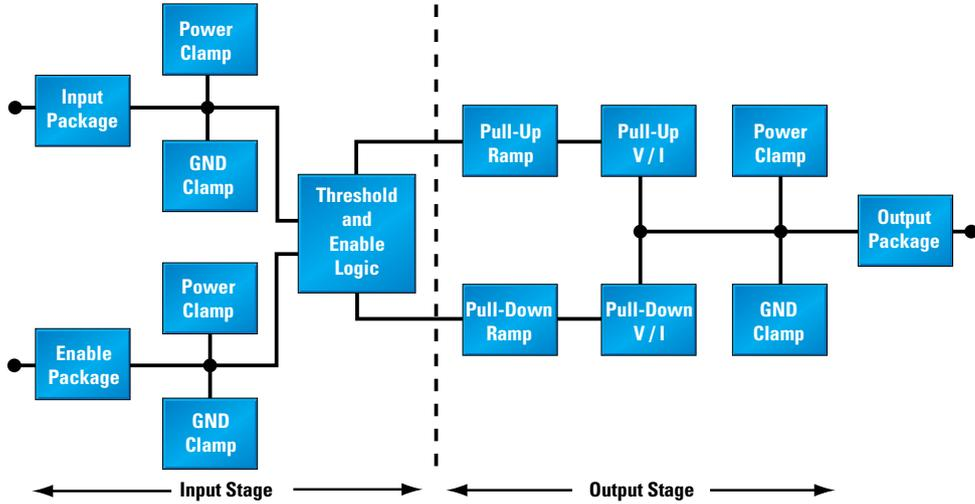 Power
Clamp
Input
Package
GND
Clamp
Threshold
and
Enable
Logic
Power
Clamp
Enable
Package
GND
Clamp
Pull-Up
Ramp
Pull-Up
V / I
Power
Clamp
Output
Package
Pull-Down
Ramp
Pull-Down
V / I
GND
Clamp
Input Stage
Output Stage